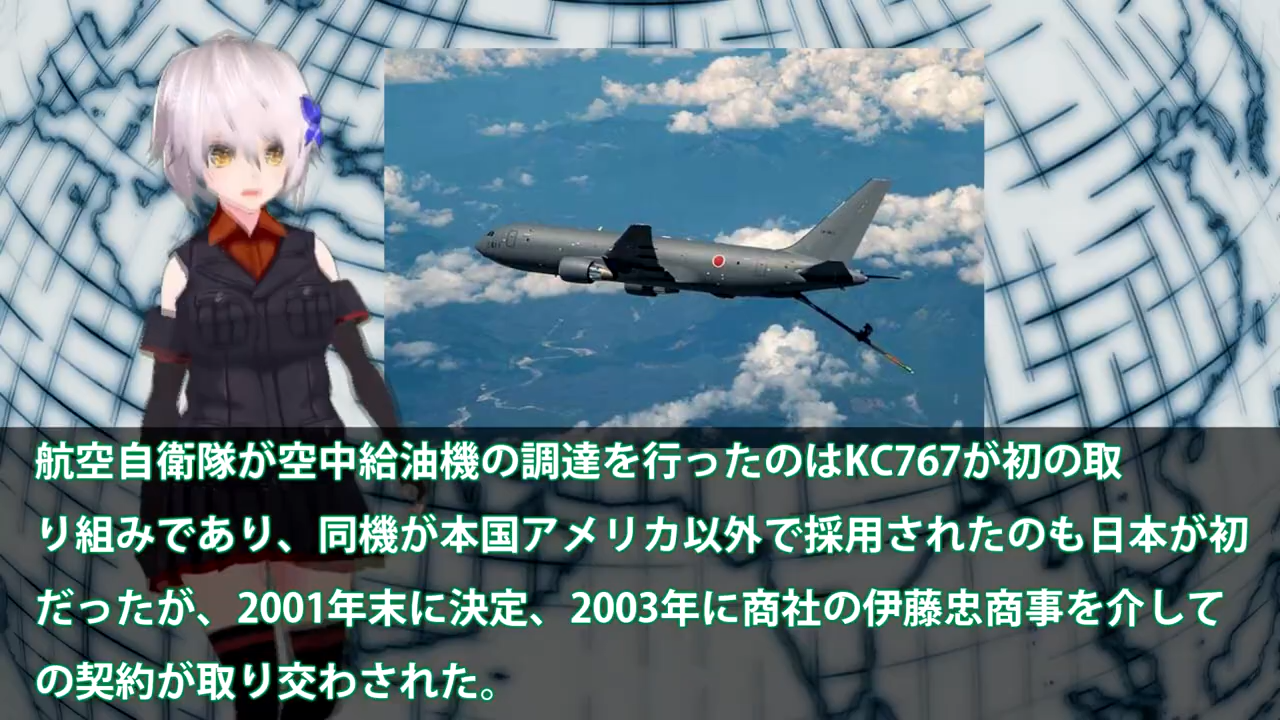 航空自衛隊が空中給油機の調達を行ったのはKC767が初の取
り組みであり、同機が本国アメリカ以外で採用されたのも日本が初
だったが、2001年末に決定、2003年に商社の伊藤忠商事を介して
の契約が取り交わされた。